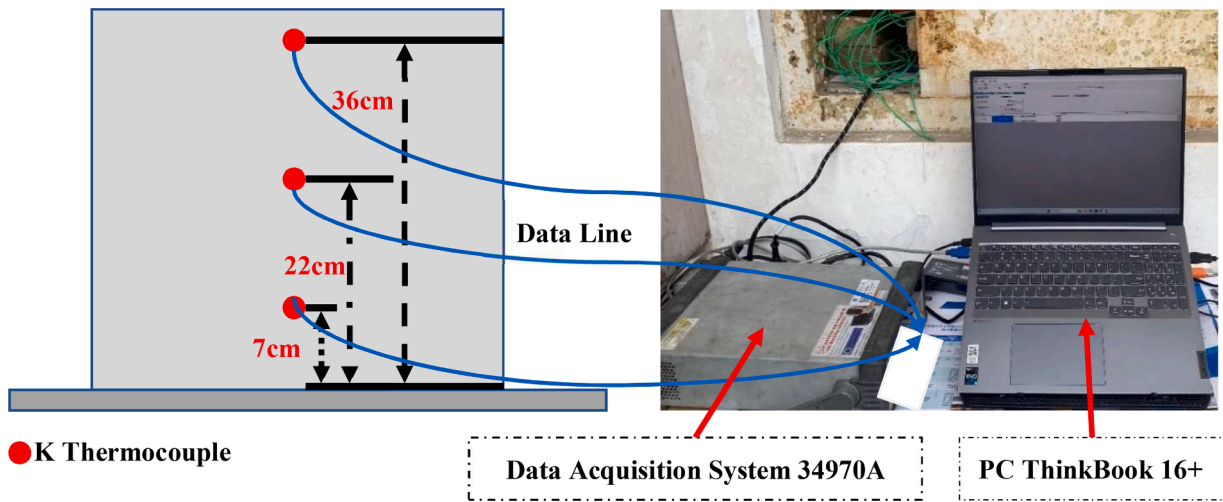 36cm
22cm
Data Line
7cm
K Thermocouple
Data Acquisition System 34970A
PC ThinkBook 16+